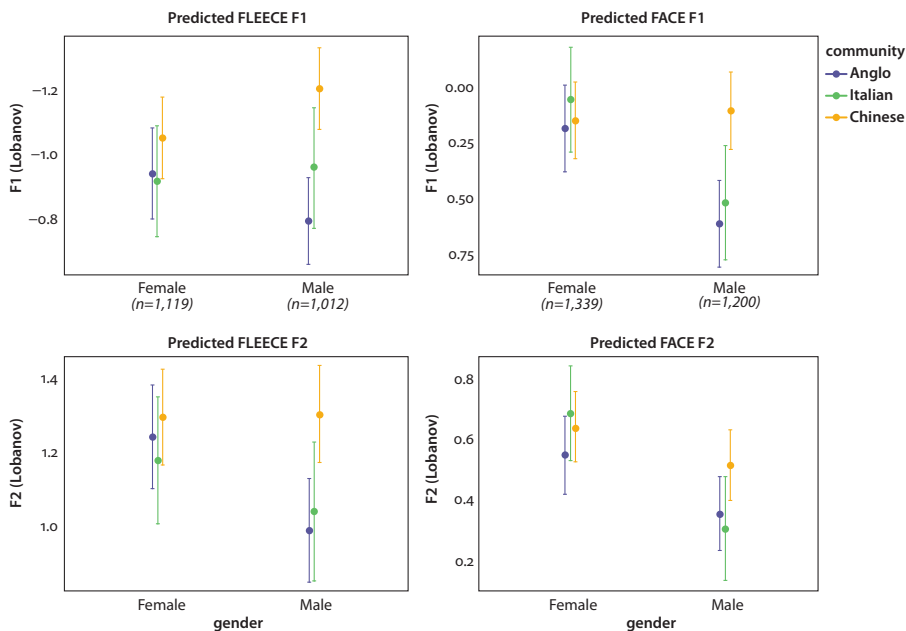 Predicted FLEECE F1
F1 (Lobanov)
−1.2
−1.0
−0.8
Female
(n=1,119)
Male
(n=1,012)
Predicted FACE F1
F1 (Lobanov)
0.00
0.25
0.50
0.75
Female
(n=1,339)
Male
(n=1,200)
community
Anglo
Italian
Chinese
Predicted FLEECE F2
F2 (Lobanov)
1.4
1.2
1.0
Female
Male
gender
Predicted FACE F2
F2 (Lobanov)
0.8
0.6
0.4
0.2
Female
Male
gender